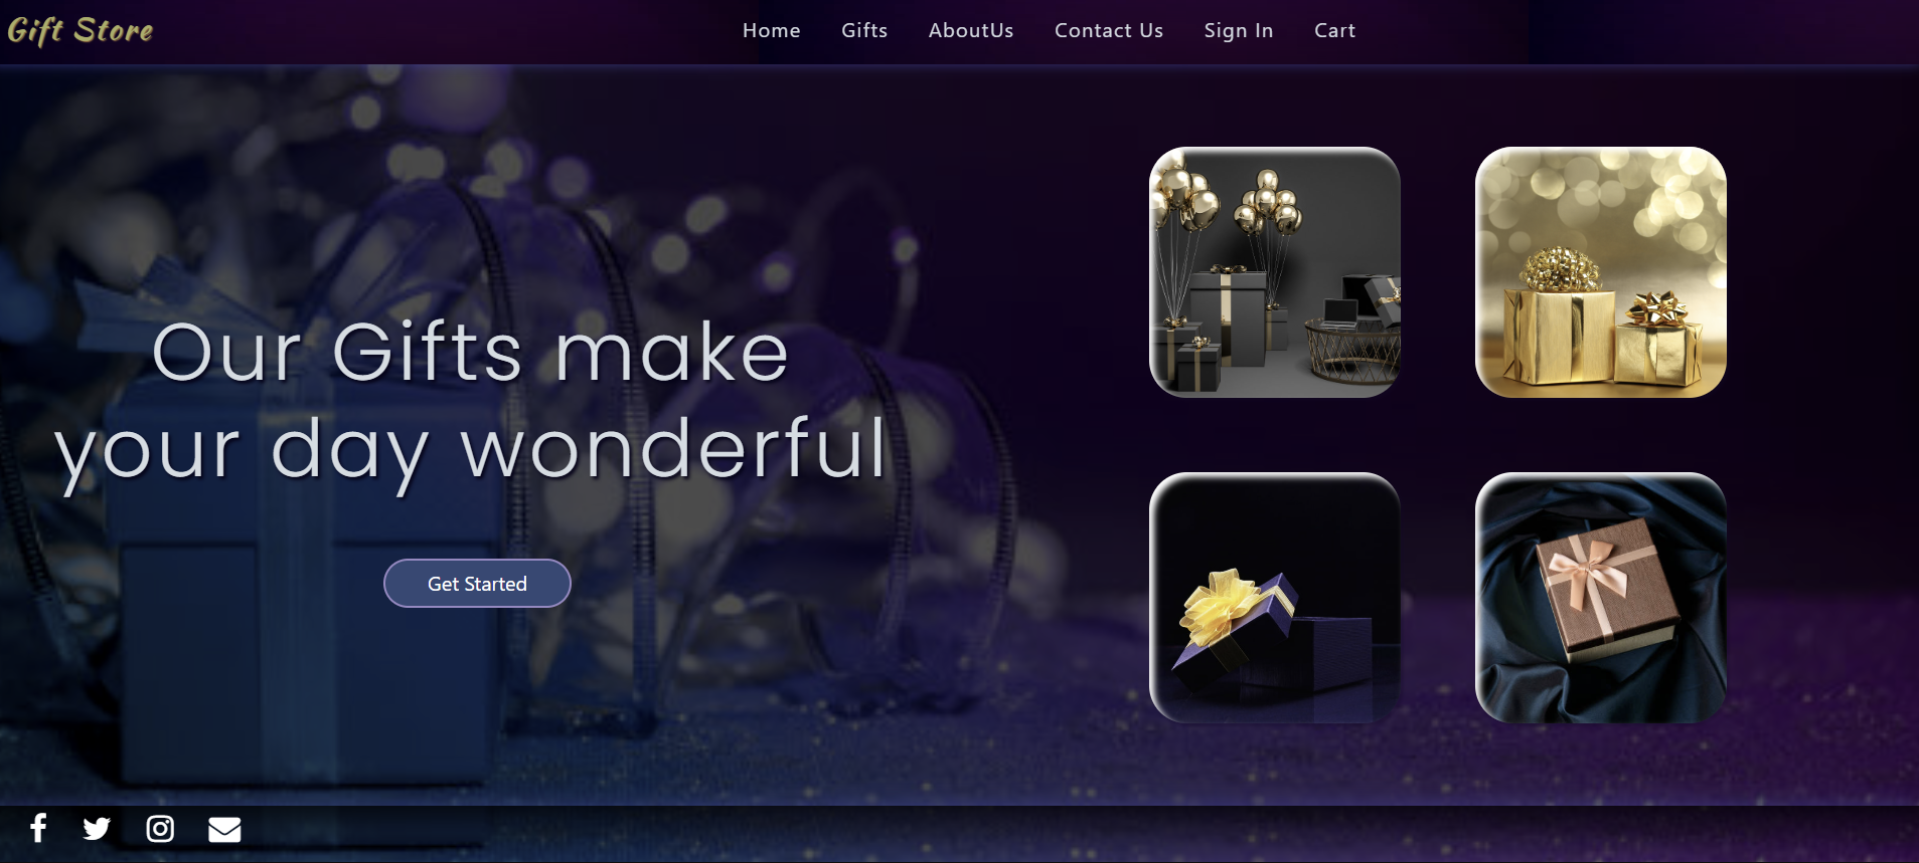 Gift Store
Home Gifts AboutUs Contact Us Sign In Cart
Our Gifts make
your day wonderful
Get Started